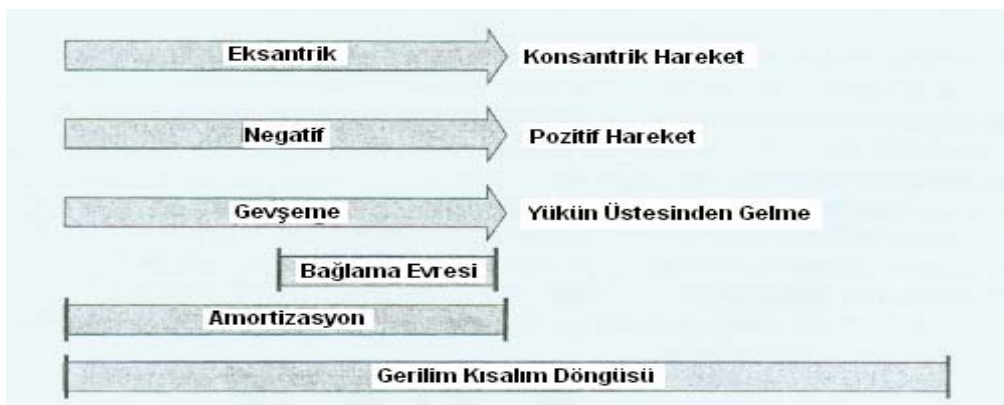 Eksantrik Konsantrik Hareket
Negatif Pozitif Hareket
Gevşeme Yükün Üstesinden Gelme
Bağlama Evresi
Amortizasyon
Gerilim Kısalım Döngüsü